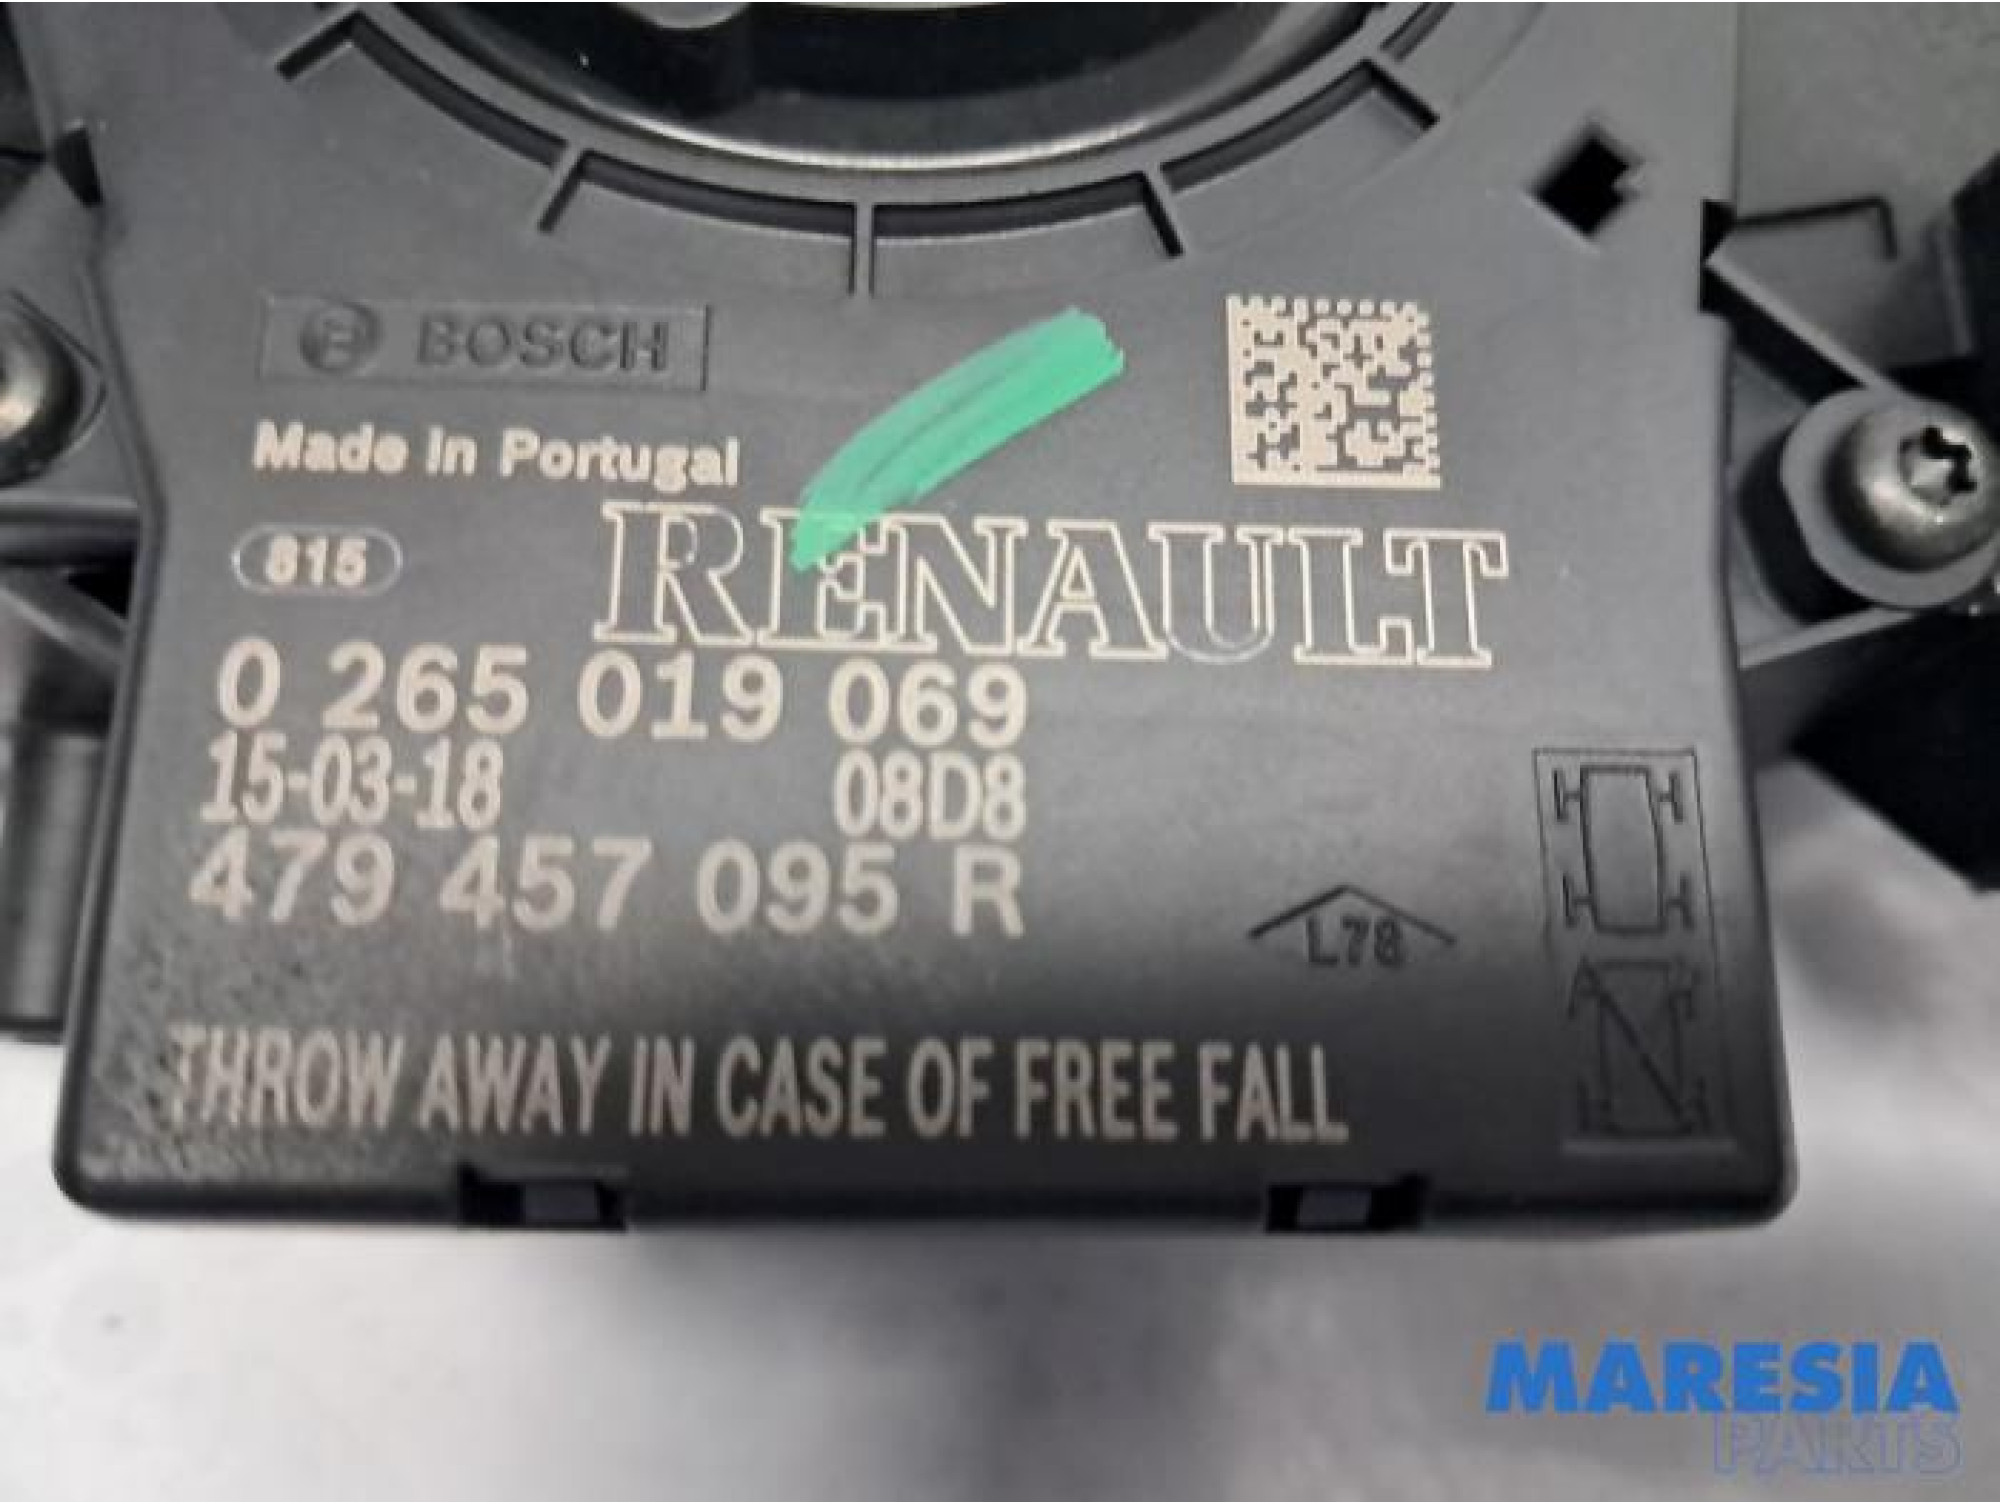 BOSCH
Made in Portugal
815
RENAULT
0 265 019 069
15-03-18 08D8
479 457 095 R
L78
THROW AWAY IN CASE OF FREE FALL
MARESIA
PARTS